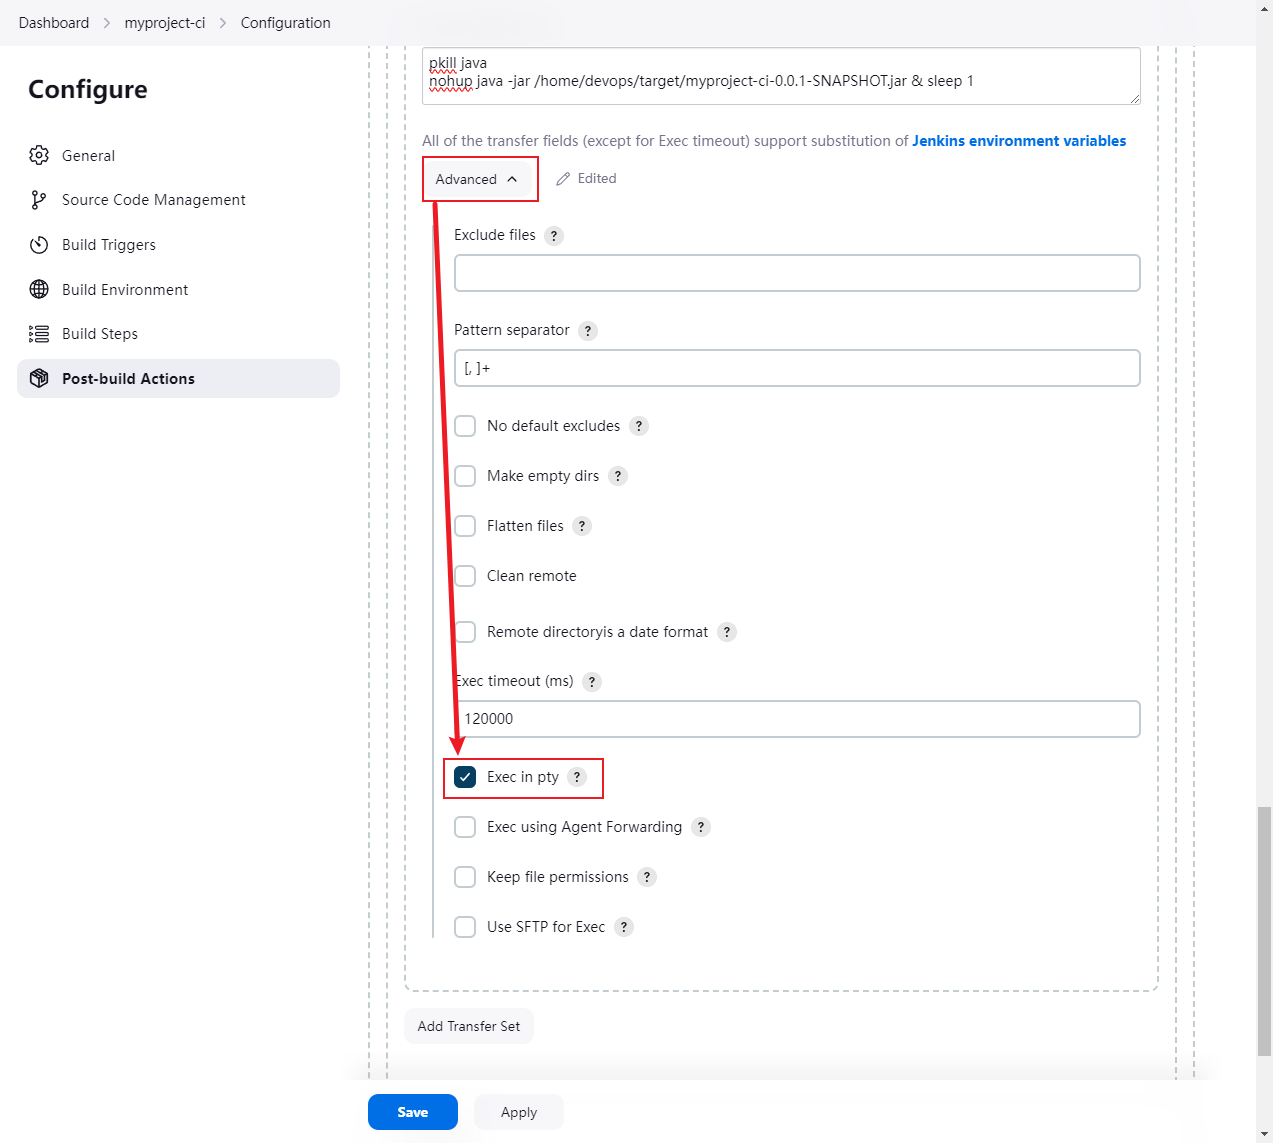 Dashboard > myproject-ci > Configuration
Configure
General
Source Code Management
Build Triggers
Build Environment
Build Steps
Post-build Actions
pkill java
nohup java -jar /home/devops/target/myproject-ci-0.0.1-SNAPSHOT.jar & sleep 1
All of the transfer fields (except for Exec timeout) support substitution of Jenkins environment variables
Advanced Edited
Exclude files ?
Pattern separator ?
[, ]+
No default excludes ?
Make empty dirs ?
Flatten files ?
Clean remote
Remote directoryis a date format ?
Exec timeout (ms) ?
120000
Exec in pty ?
Exec using Agent Forwarding ?
Keep file permissions ?
Use SFTP for Exec ?
Add Transfer Set
Save Apply